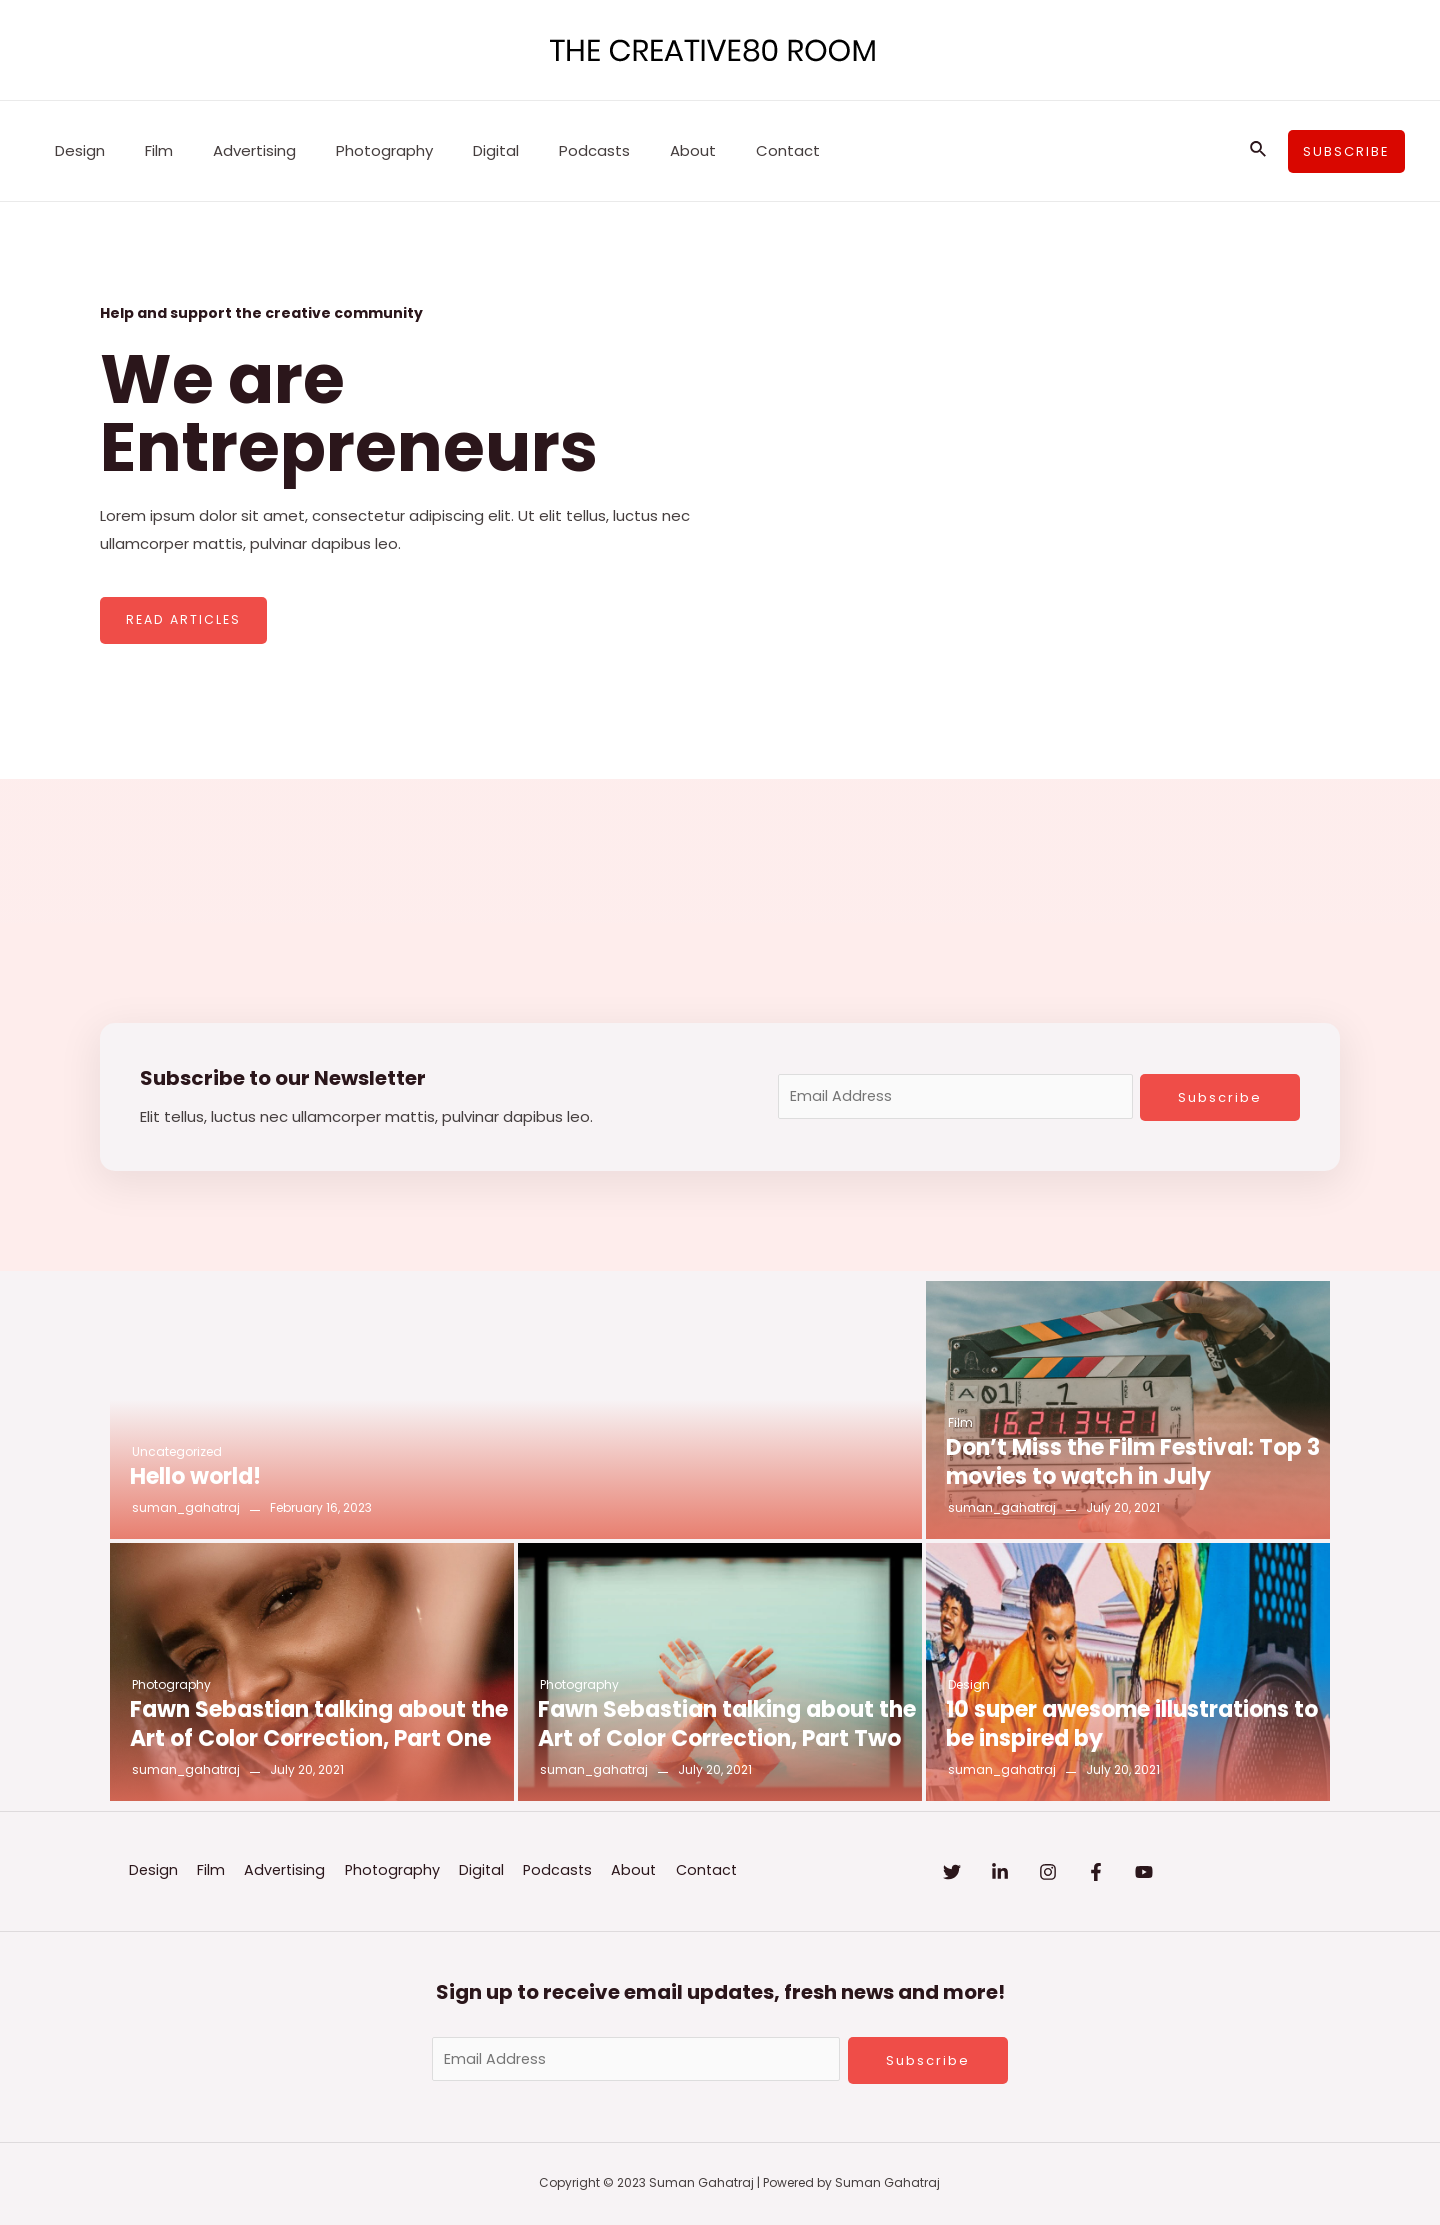 THE CREATIVE80 ROOM
Design
Film
Advertising
Photography
Digital
Podcasts
About
Contact
SUBSCRIBE
Help and support the creative community
We are
Entrepreneurs
Lorem ipsum dolor sit amet, consectetur adipiscing elit. Ut elit tellus, luctus nec
ullamcorper mattis, pulvinar dapibus leo.
READ ARTICLES
Subscribe to our Newsletter
Elit tellus, luctus nec ullamcorper mattis, pulvinar dapibus leo.
Email Address
Subscribe
Uncategorized
Hello world!
suman_gahatraj — February 16, 2023
A 01 1 9
16.21.34.21
Film
Don’t Miss the Film Festival: Top 3
movies to watch in July
suman_gahatraj — July 20, 2021
Photography
Fawn Sebastian talking about the
Art of Color Correction, Part One
suman_gahatraj — July 20, 2021
Photography
Fawn Sebastian talking about the
Art of Color Correction, Part Two
suman_gahatraj — July 20, 2021
Design
10 super awesome illustrations to
be inspired by
suman_gahatraj — July 20, 2021
Design
Film
Advertising
Photography
Digital
Podcasts
About
Contact
Sign up to receive email updates, fresh news and more!
Email Address
Subscribe
Copyright © 2023 Suman Gahatraj | Powered by Suman Gahatraj